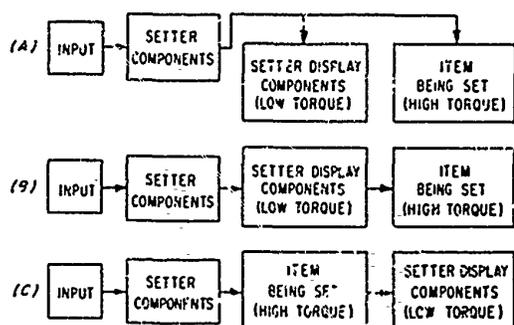 (A)
INPUT
SETTER
COMPONENTS
SETTER DISPLAY
COMPONENTS
(LOW TORQUE)
ITEM
BEING SET
(HIGH TORQUE)
(B)
INPUT
SETTER
COMPONENTS
SETTER DISPLAY
COMPONENTS
(LOW TORQUE)
ITEM
BEING SET
(HIGH TORQUE)
(C)
INPUT
SETTER
COMPONENTS
ITEM
BEING SET
(HIGH TORQUE)
SETTER DISPLAY
COMPONENTS
(LOW TORQUE)